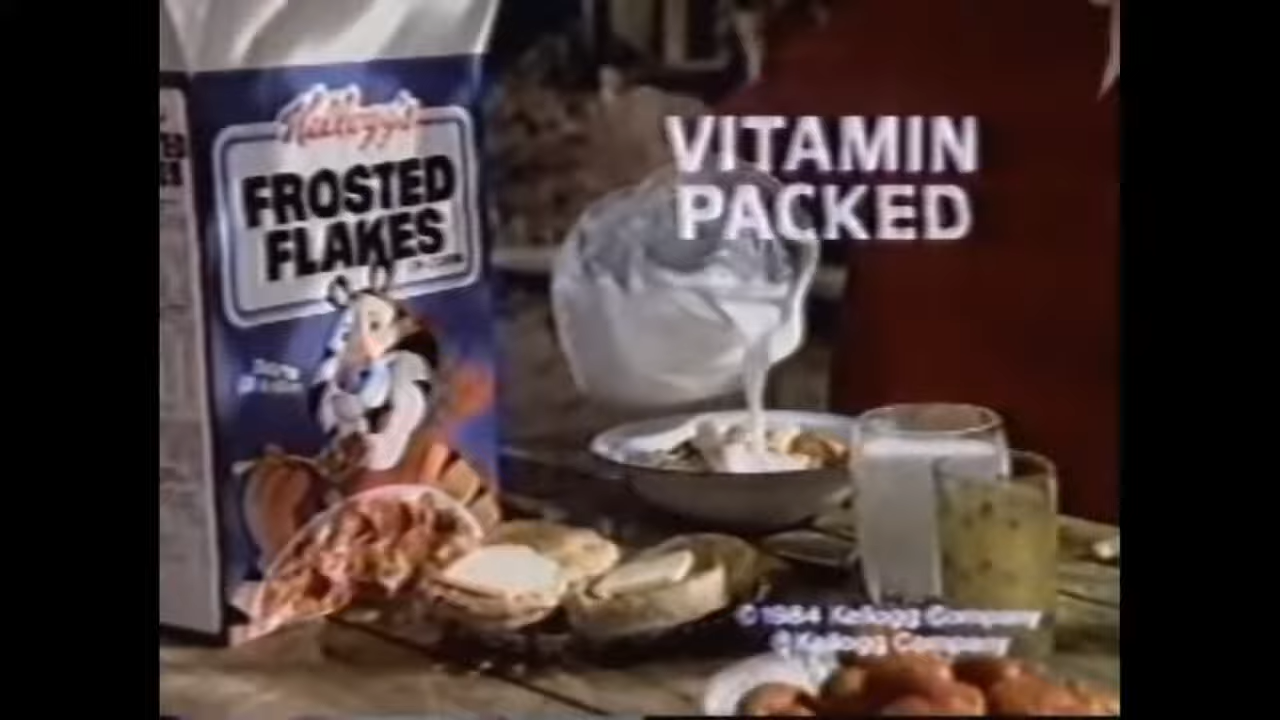 Kellogg's
FROSTED
FLAKES
VITAMIN
PACKED
©1984 Kellogg Company
® Kellogg Company